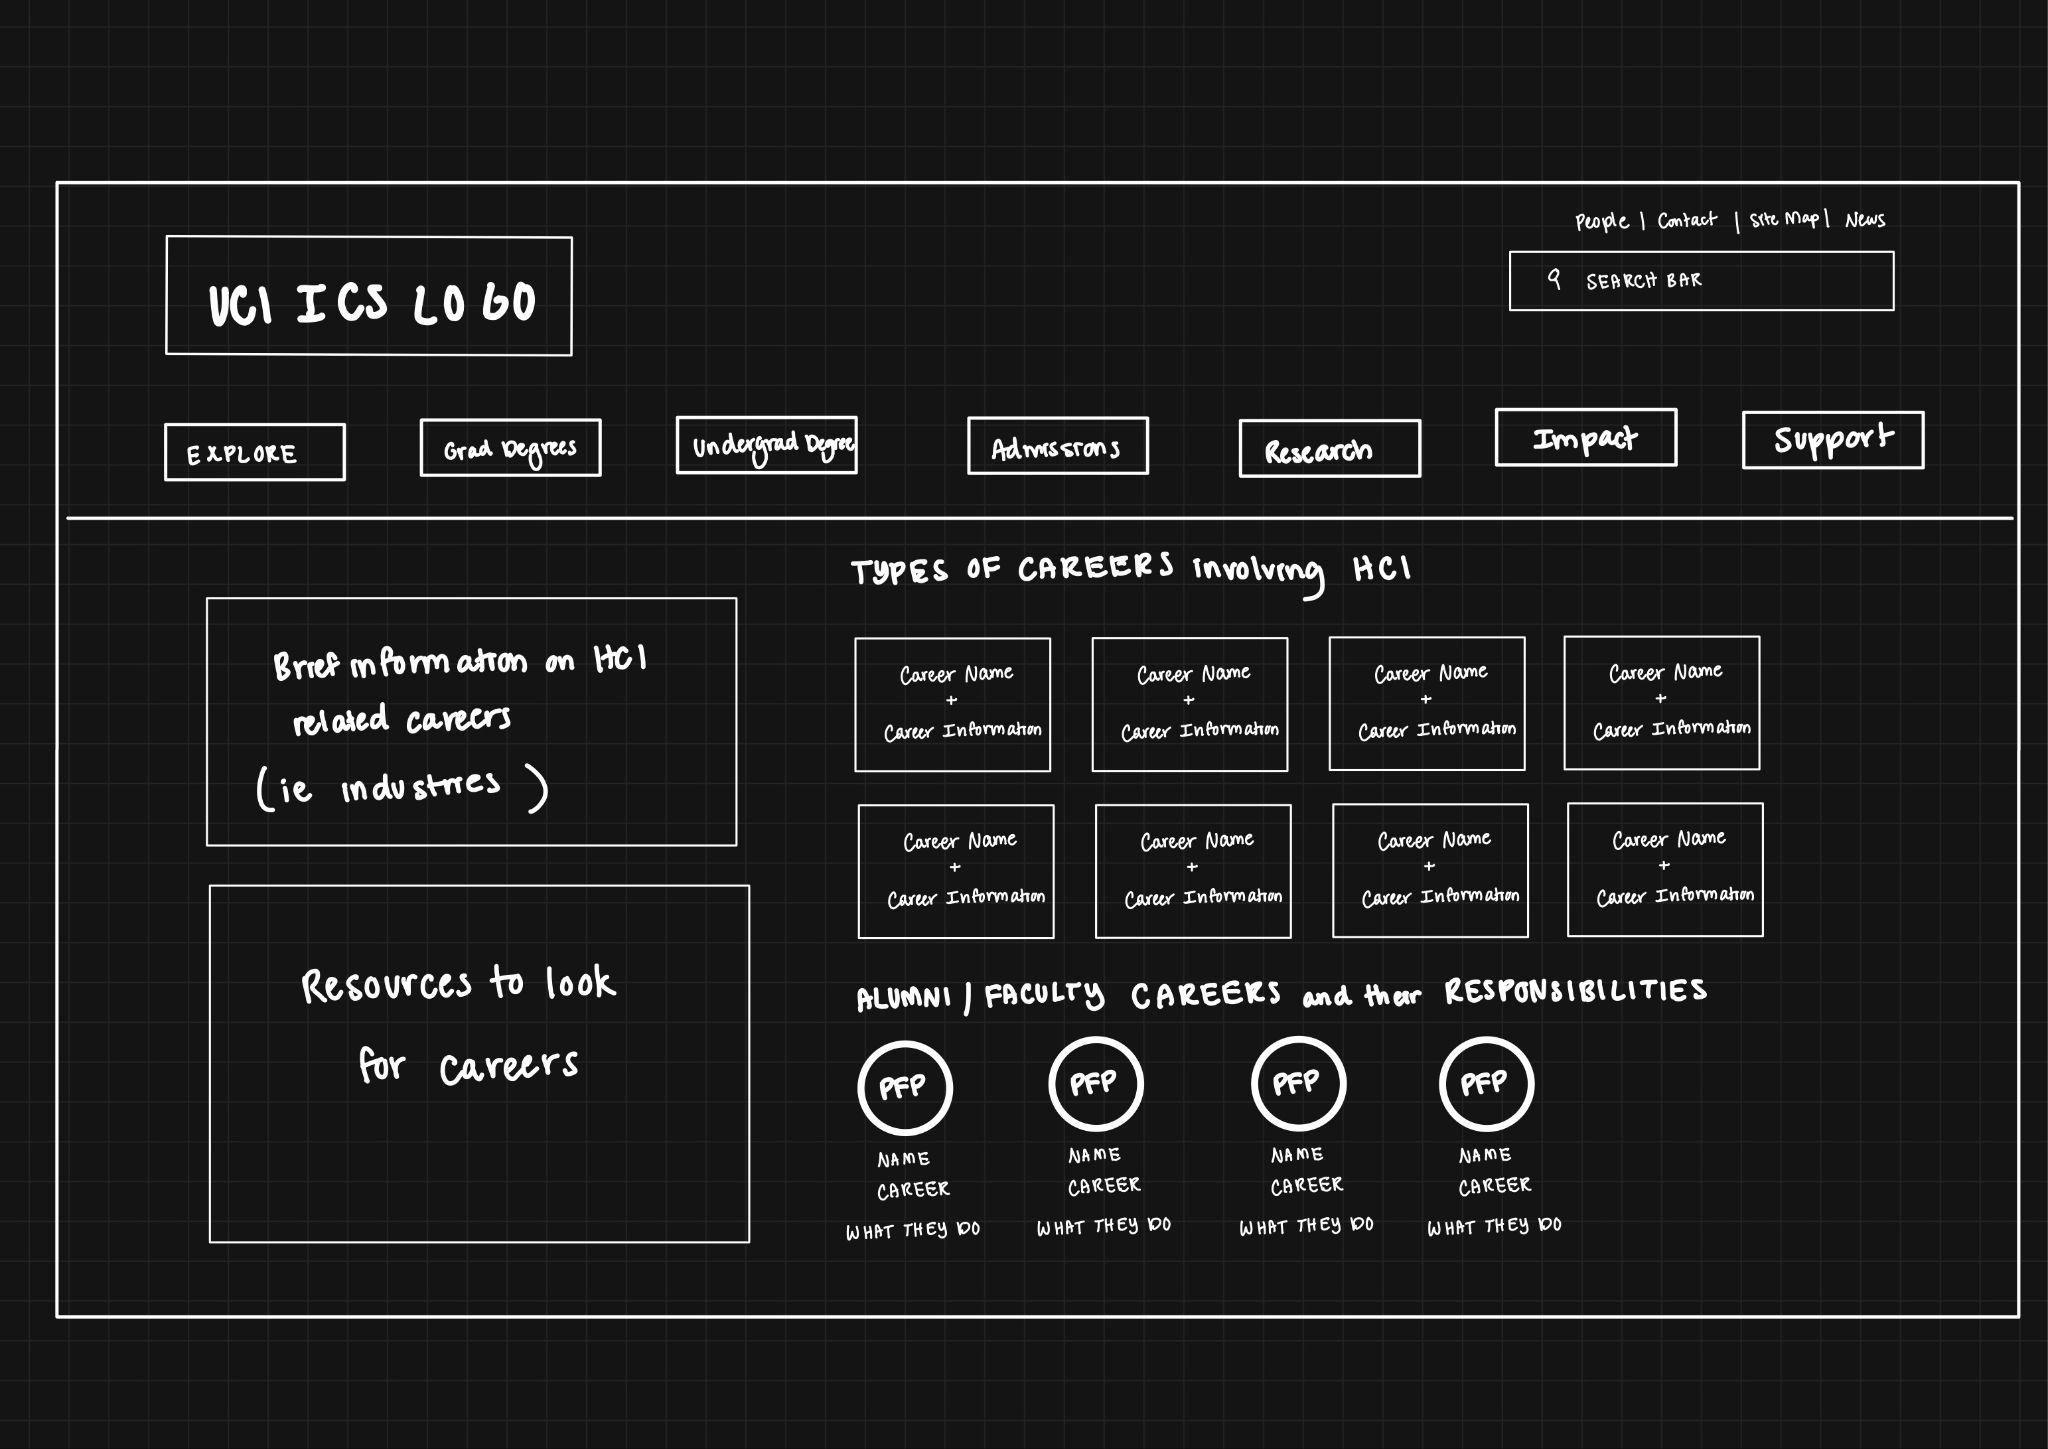 People | Contact | Site Map | News
UCI ICS LOGO
SEARCH BAR
EXPLORE
Grad Degrees
Undergrad Degree
Admissions
Research
Impact
Support
Brief information on HCI
related careers
(ie industries)
Resources to look
for careers
TYPES OF CAREERS involving HCI
Career Name
+
Career Information
Career Name
+
Career Information
Career Name
+
Career Information
Career Name
+
Career Information
Career Name
+
Career Information
Career Name
+
Career Information
Career Name
+
Career Information
Career Name
+
Career Information
ALUMNI / FACULTY CAREERS and their RESPONSIBILITIES
PFP
NAME
CAREER
WHAT THEY DO
PFP
NAME
CAREER
WHAT THEY DO
PFP
NAME
CAREER
WHAT THEY DO
PFP
NAME
CAREER
WHAT THEY DO